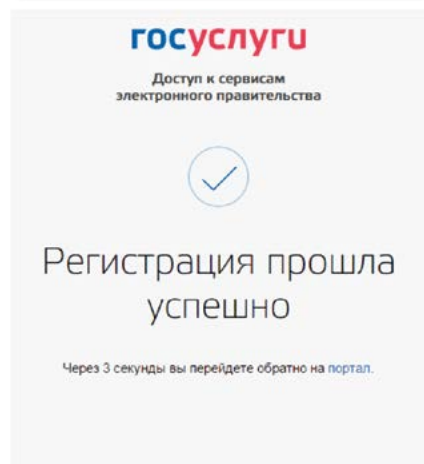 госуслуги
Доступ к сервисам
электронного правительства
Регистрация прошла
успешно
Через 3 секунды вы перейдете обратно на портал.